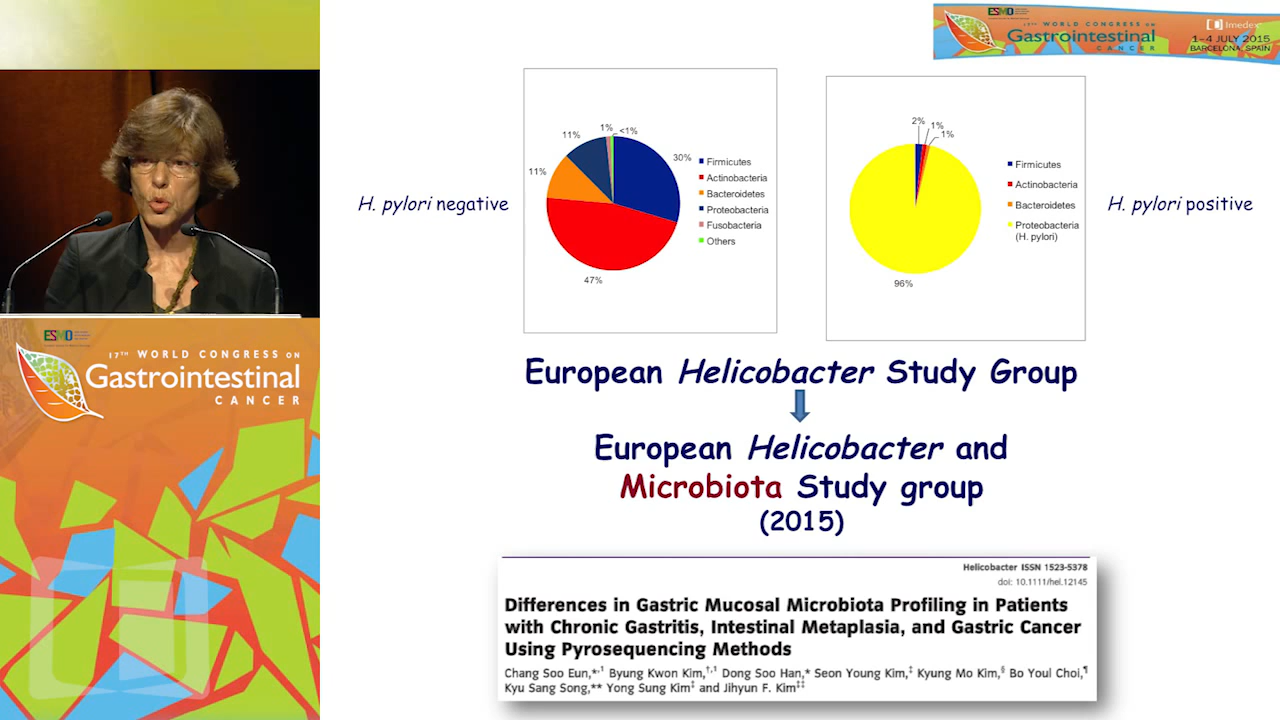 ESMO
17TH WORLD CONGRESS ON
Gastrointestinal
CANCER
Imedex
1–4 JULY 2015
BARCELONA, SPAIN
H. pylori negative
11%
1%
<1%
30%
11%
47%
Firmicutes
Actinobacteria
Bacteroidetes
Proteobacteria
Fusobacteria
Others
2%
1%
1%
96%
Firmicutes
Actinobacteria
Bacteroidetes
Proteobacteria
(H. pylori)
H. pylori positive
ESMO
17TH WORLD CONGRESS ON
Gastrointestinal
CANCER
European Helicobacter Study Group
European Helicobacter and
Microbiota Study group
(2015)
Helicobacter ISSN 1523-5378
doi: 10.1111/hel.12145
Differences in Gastric Mucosal Microbiota Profiling in Patients
with Chronic Gastritis, Intestinal Metaplasia, and Gastric Cancer
Using Pyrosequencing Methods
Chang Soo Eun,*,1 Byung Kwon Kim,†,1 Dong Soo Han,* Seon Young Kim,‡ Kyung Mo Kim,§ Bo Youl Choi,¶
Kyu Sang Song,** Yong Sung Kim‡ and Jihyun F. Kim‡‡